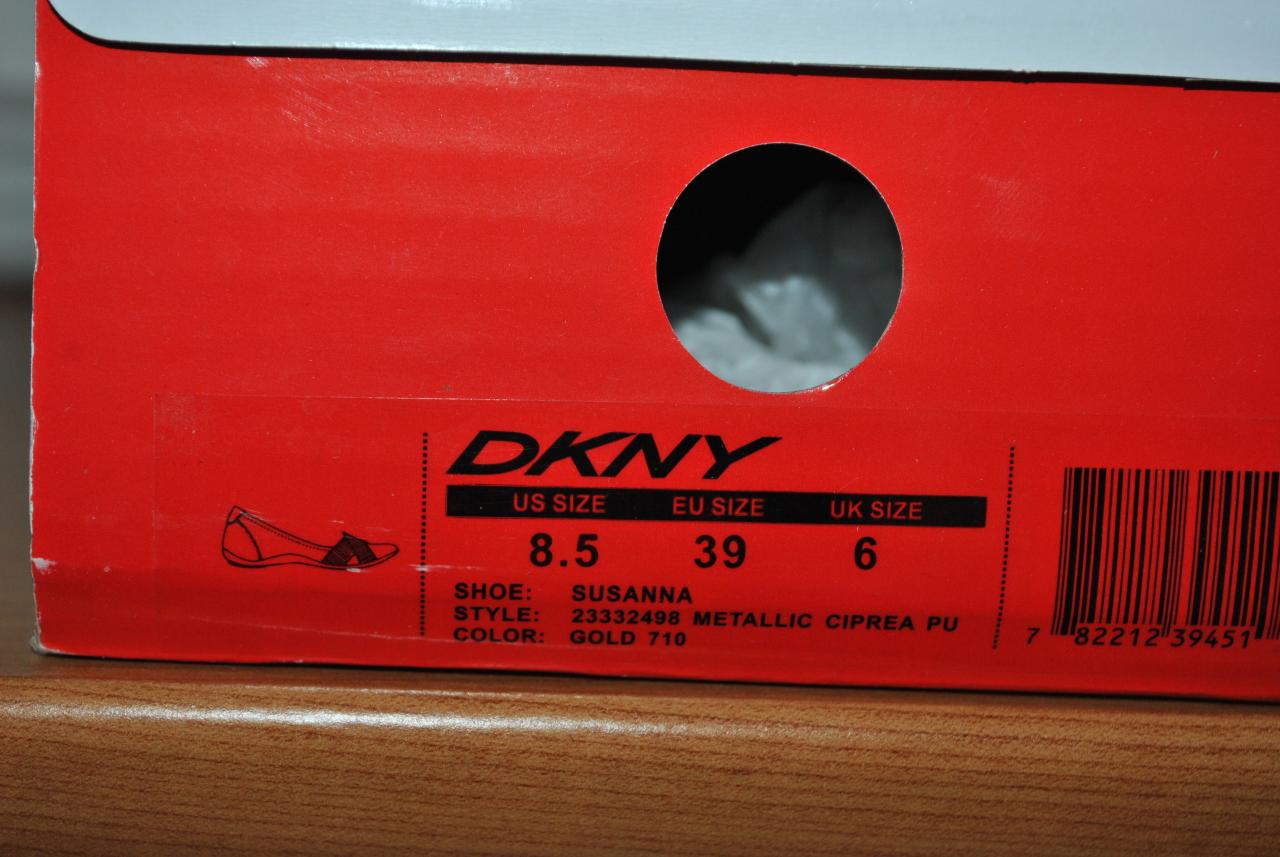 DKNY
US SIZE EU SIZE UK SIZE
8.5 39 6
SHOE: SUSANNA
STYLE: 23332498 METALLIC CIPREA PU
COLOR: GOLD 710
7 82212 39451